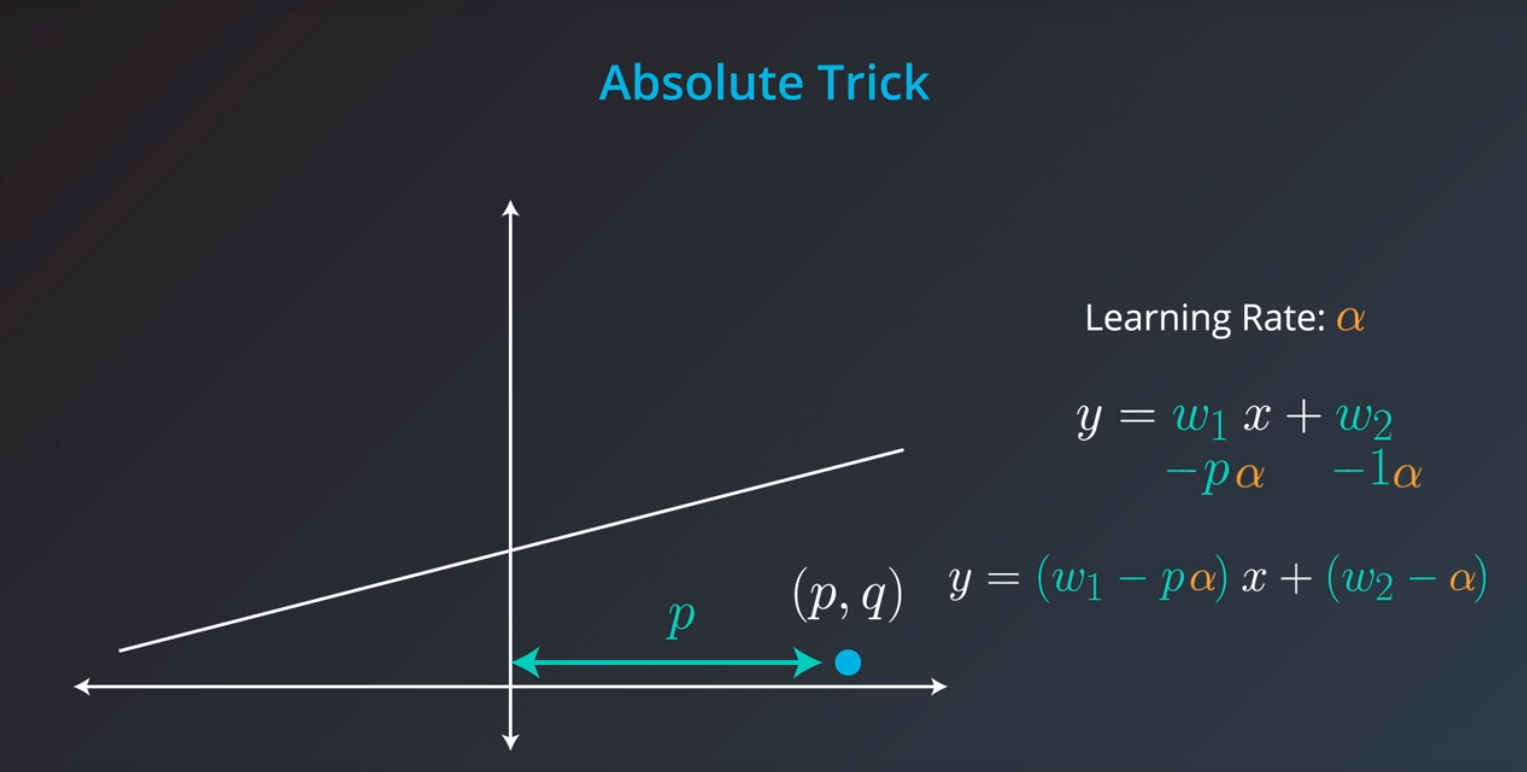 Absolute Trick
Learning Rate: α
y = w₁ x + w₂
−pα −1α
(p, q)
y = (w₁ − pα) x + (w₂ − α)
p